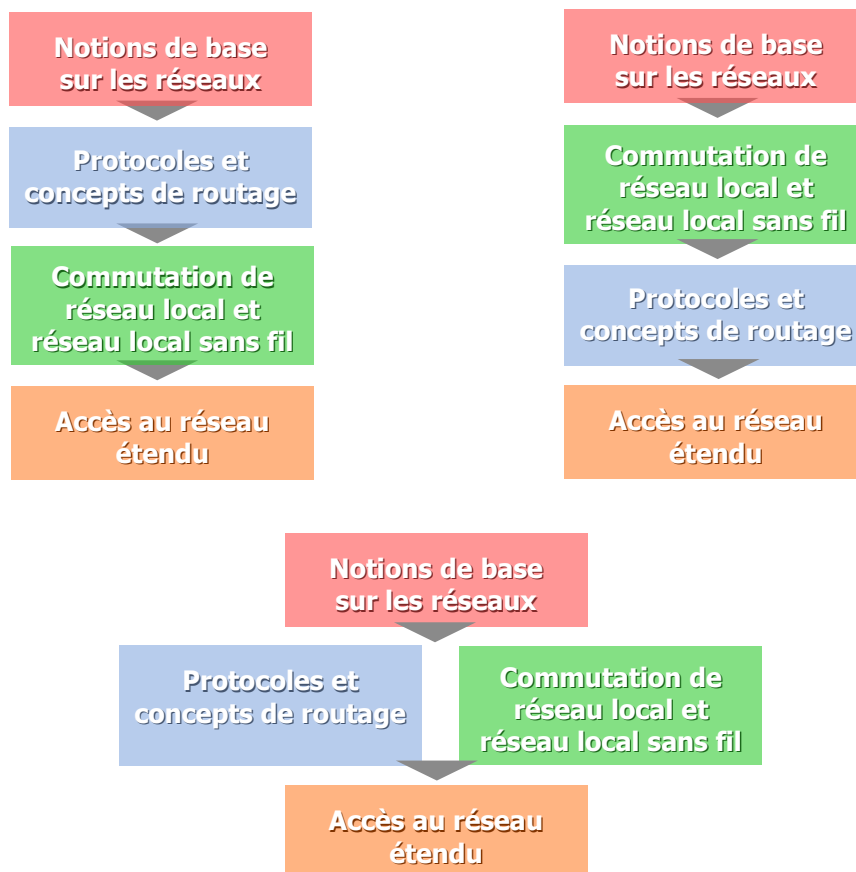 Notions de base
sur les réseaux
Protocoles et
concepts de routage
Commutation de
réseau local et
réseau local sans fil
Accès au réseau
étendu
Notions de base
sur les réseaux
Commutation de
réseau local et
réseau local sans fil
Protocoles et
concepts de routage
Accès au réseau
étendu
Notions de base
sur les réseaux
Protocoles et
concepts de routage
Commutation de
réseau local et
réseau local sans fil
Accès au réseau
étendu